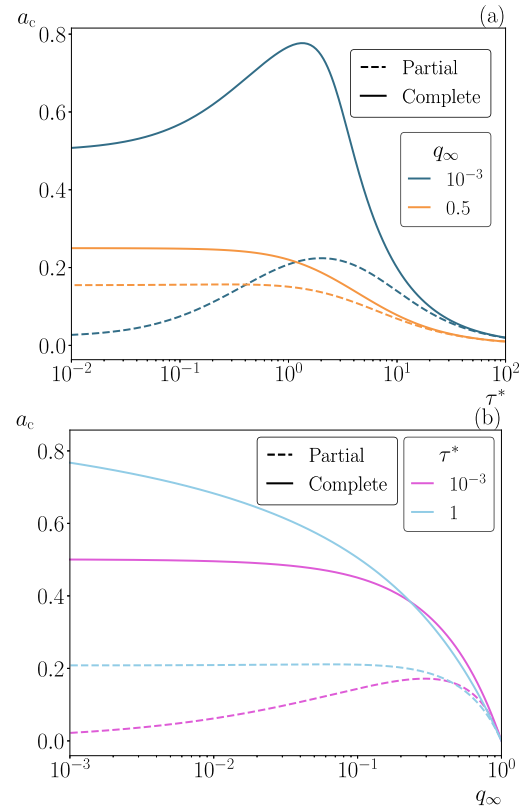 a_c
(a)
0.8
Partial
Complete
0.6
q_∞
10^{-3}
0.5
0.4
0.2
0.0
10^{-2} 10^{-1} 10^0 10^1 10^2
τ*
a_c
(b)
Partial
Complete
τ*
10^{-3}
1
0.8
0.6
0.4
0.2
0.0
10^{-3} 10^{-2} 10^{-1} 10^0
q_∞